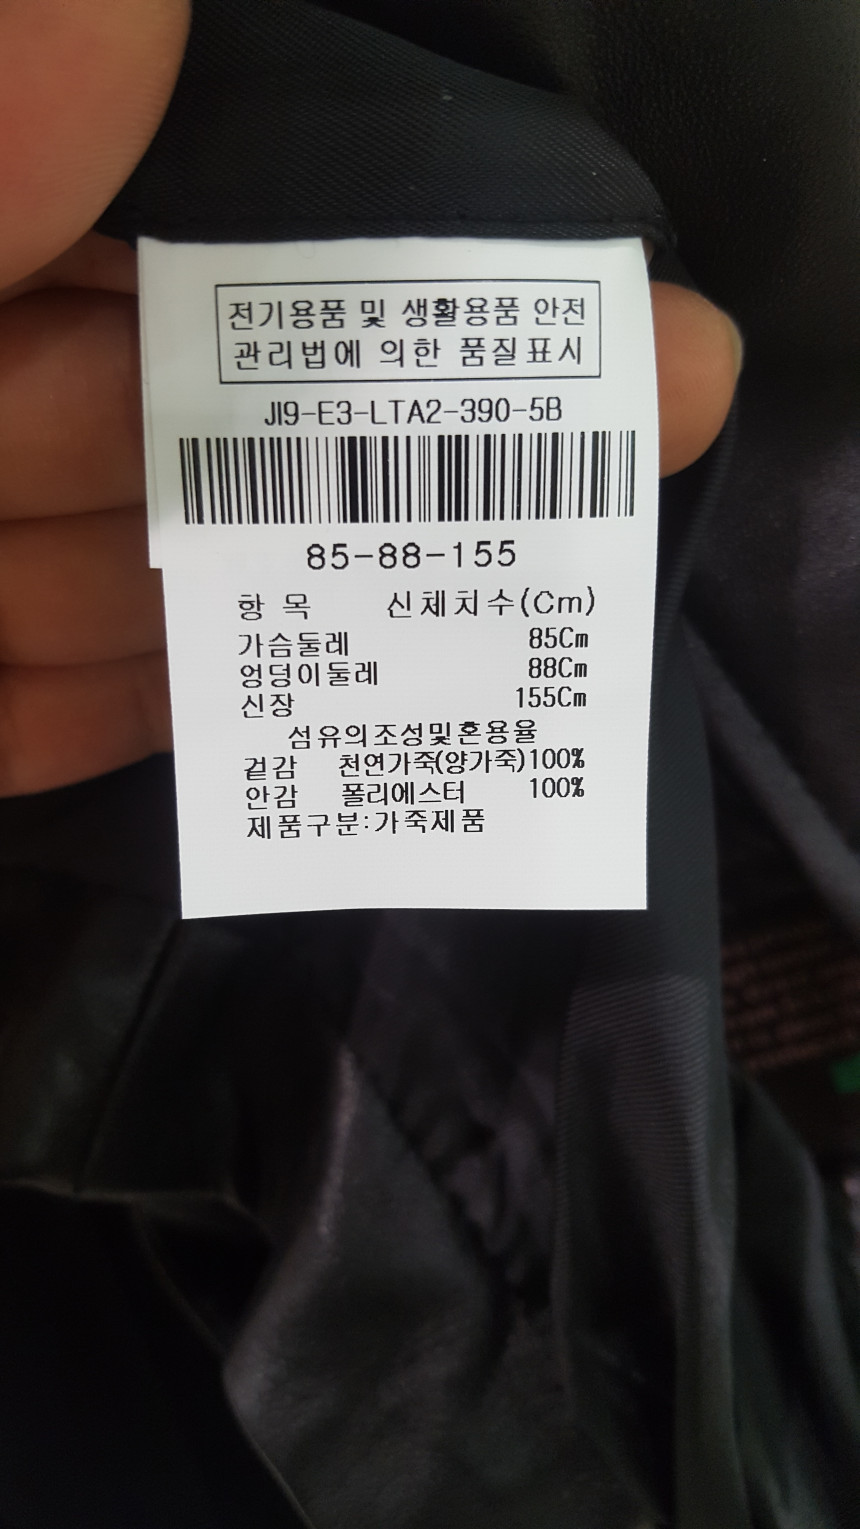 전기용품 및 생활용품 안전
관리법에 의한 품질표시
JI9-E3-LTA2-390-5B
85-88-155
항 목 신체치수(Cm)
가슴둘레 85Cm
엉덩이둘레 88Cm
신장 155Cm
섬유의조성및혼용율
겉감 천연가죽(양가죽)100%
안감 폴리에스터 100%
제품구분:가죽제품